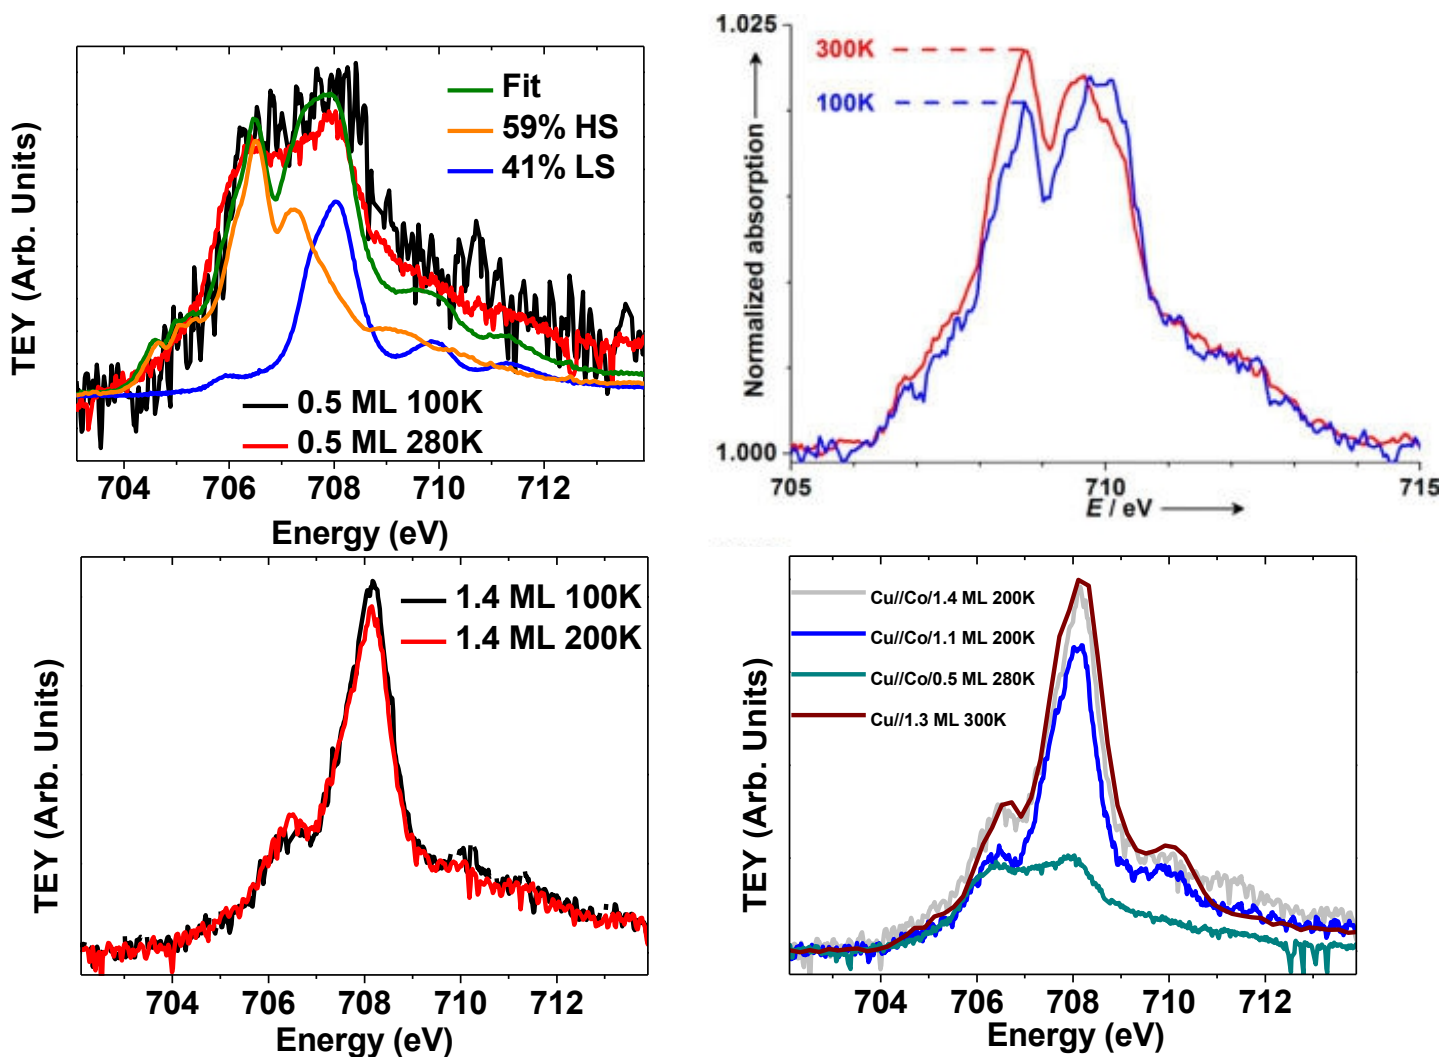 TEY (Arb. Units)
Fit
59% HS
41% LS
0.5 ML 100K
0.5 ML 280K
704 706 708 710 712
Energy (eV)
1.025
300K
100K
Normalized absorption
1.000
705 710 715
E / eV
TEY (Arb. Units)
1.4 ML 100K
1.4 ML 200K
704 706 708 710 712
Energy (eV)
TEY (Arb. Units)
Cu//Co/1.4 ML 200K
Cu//Co/1.1 ML 200K
Cu//Co/0.5 ML 280K
Cu//1.3 ML 300K
704 706 708 710 712
Energy (eV)